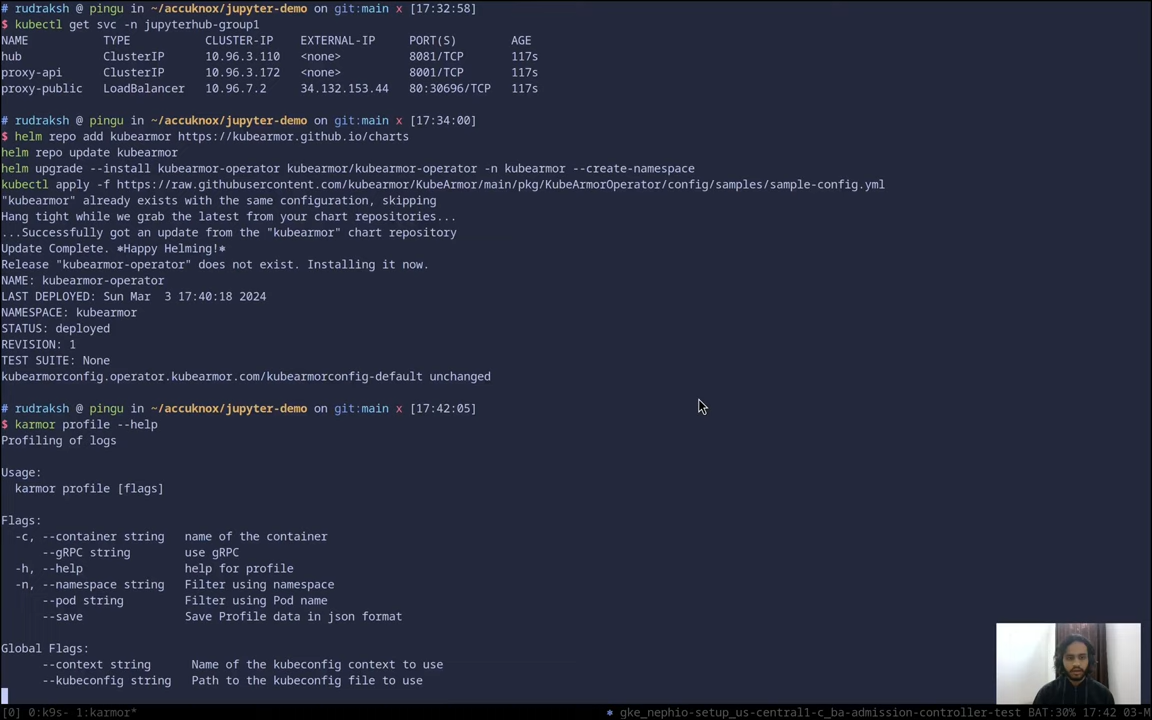 # rudraksh @ pingu in ~/accuknox/jupyter-demo on git:main x [17:32:58]
$ kubectl get svc -n jupyterhub-group1
NAME           TYPE           CLUSTER-IP    EXTERNAL-IP     PORT(S)        AGE
hub            ClusterIP      10.96.3.110   <none>          8081/TCP       117s
proxy-api      ClusterIP      10.96.3.172   <none>          8001/TCP       117s
proxy-public   LoadBalancer   10.96.7.2     34.132.153.44   80:30696/TCP   117s
# rudraksh @ pingu in ~/accuknox/jupyter-demo on git:main x [17:34:00]
$ helm repo add kubearmor https://kubearmor.github.io/charts
helm repo update kubearmor
helm upgrade --install kubearmor-operator kubearmor/kubearmor-operator -n kubearmor --create-namespace
kubectl apply -f https://raw.githubusercontent.com/kubearmor/KubeArmor/main/pkg/KubeArmorOperator/config/samples/sample-config.yml
"kubearmor" already exists with the same configuration, skipping
Hang tight while we grab the latest from your chart repositories...
...Successfully got an update from the "kubearmor" chart repository
Update Complete. ⎈Happy Helming!⎈
Release "kubearmor-operator" does not exist. Installing it now.
NAME: kubearmor-operator
LAST DEPLOYED: Sun Mar  3 17:40:18 2024
NAMESPACE: kubearmor
STATUS: deployed
REVISION: 1
TEST SUITE: None
kubearmorconfig.operator.kubearmor.com/kubearmorconfig-default unchanged
# rudraksh @ pingu in ~/accuknox/jupyter-demo on git:main x [17:42:05]
$ karmor profile --help
Profiling of logs
Usage:
  karmor profile [flags]
Flags:
  -c, --container string   name of the container
      --gRPC string        use gRPC
  -h, --help               help for profile
  -n, --namespace string   Filter using namespace
      --pod string         Filter using Pod name
      --save               Save Profile data in json format
Global Flags:
      --context string      Name of the kubeconfig context to use
      --kubeconfig string   Path to the kubeconfig file to use
[0] 0:k9s- 1:karmor* ⎈ gke_nephio-setup_us-central1-c_ba-admission-controller-test BAT:30% 17:42 03-M